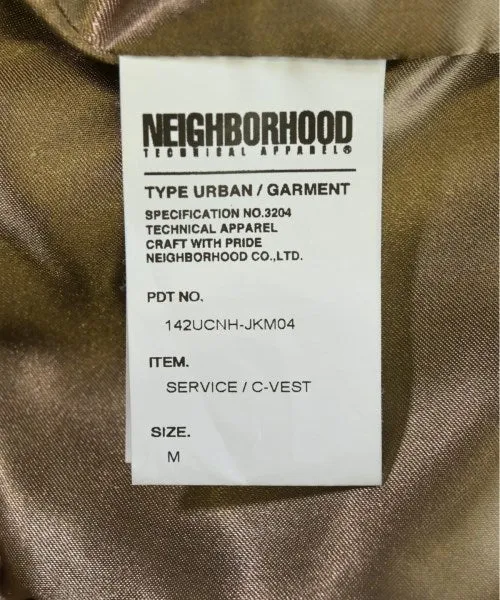 NEIGHBORHOOD
TECHNICAL APPAREL®
TYPE URBAN / GARMENT
SPECIFICATION NO.3204
TECHNICAL APPAREL
CRAFT WITH PRIDE
NEIGHBORHOOD CO.,LTD.
PDT NO.
142UCNH-JKM04
ITEM.
SERVICE / C-VEST
SIZE.
M